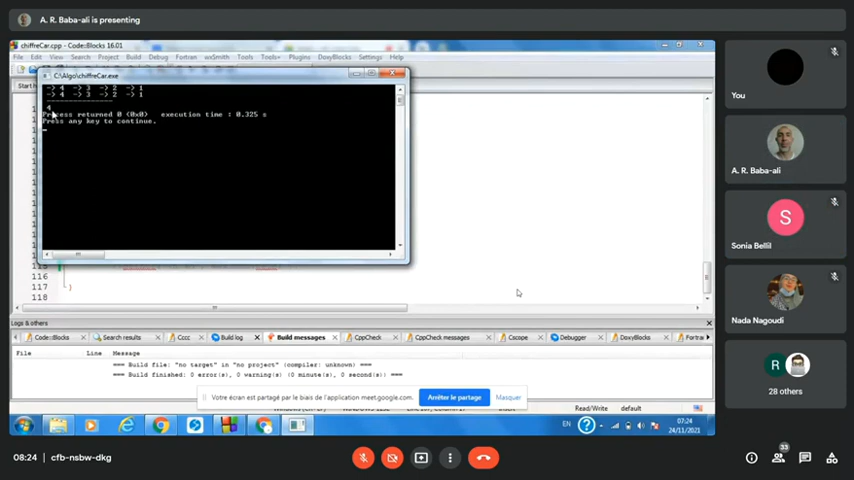 A. R. Baba-ali is presenting
chiffreCar.cpp - Code::Blocks 16.01
File Edit View
Debug Fortran wxSmith Tools Tools+ Plugins DoxyBlocks Settings Help
C:\Algo\chiffreCar.exe
Start h
-> 4 -> 3 -> 2 -> 1
-> 4 -> 3 -> 2 -> 1
--------------------
4
Process returned 0 (0x0) execution time : 0.325 s
Press any key to continue.
You
A. R. Baba-ali
S
Sonia Bellil
Nada Nagoudi
R
28 others
115
116
117
118
}
Logs & others
Code::Blocks
Search results
Cccc
Build log
Build messages
CppCheck
CppCheck messages
Cscope
Debugger
DoxyBlocks
Fortran
File Line Message
=== Build file: "no target" in "no project" (compiler: unknown) ===
=== Build finished: 0 error(s), 0 warning(s) (0 minute(s), 0 second(s)) ===
Votre écran est partagé par le biais de l'application meet.google.com.
Arrêter le partage
Masquer
Read/Write default
EN
07:24
24/11/2021
08:24 cfb-nsbw-dkg
33